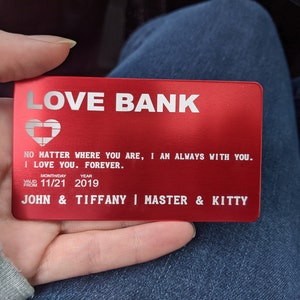 LOVE BANK
NO MATTER WHERE YOU ARE, I AM ALWAYS WITH YOU.
I LOVE YOU. FOREVER.
MONTH/DAY YEAR
VALID FROM 11/21 2019
JOHN & TIFFANY | MASTER & KITTY